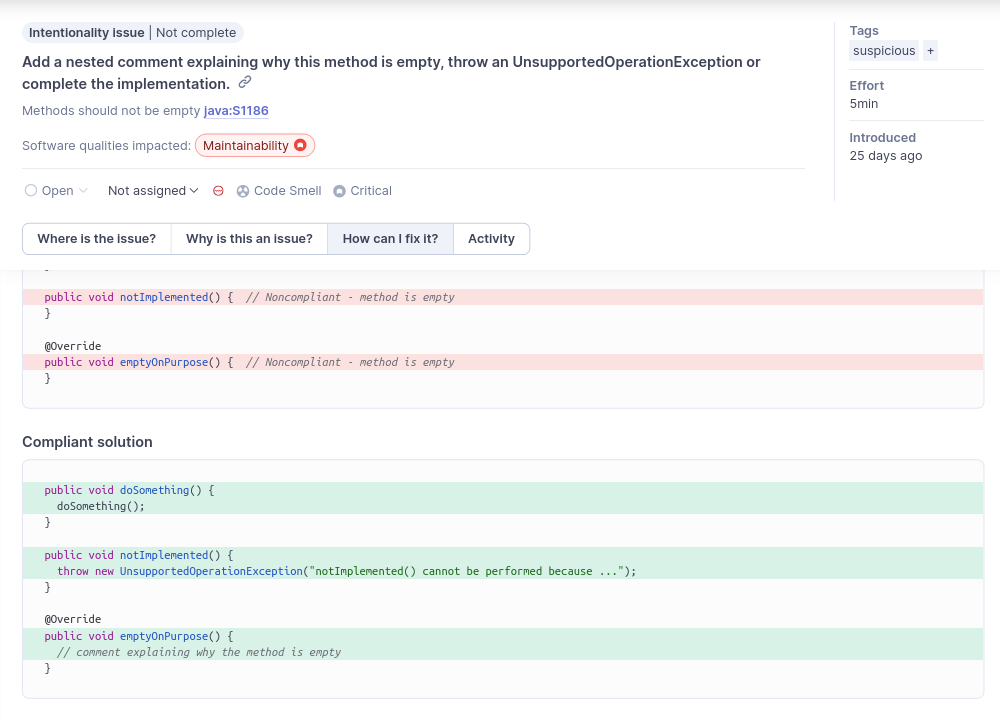 Intentionality issue | Not complete
Add a nested comment explaining why this method is empty, throw an UnsupportedOperationException or
complete the implementation.
Methods should not be empty java:S1186
Software qualities impacted: Maintainability
Open Not assigned Code Smell Critical
Tags
suspicious +
Effort
5min
Introduced
25 days ago
Where is the issue? Why is this an issue? How can I fix it? Activity
public void notImplemented() {  // Noncompliant - method is empty
}
@Override
public void emptyOnPurpose() {  // Noncompliant - method is empty
}
Compliant solution
public void doSomething() {
doSomething();
}
public void notImplemented() {
throw new UnsupportedOperationException("notImplemented() cannot be performed because ...");
}
@Override
public void emptyOnPurpose() {
// comment explaining why the method is empty
}